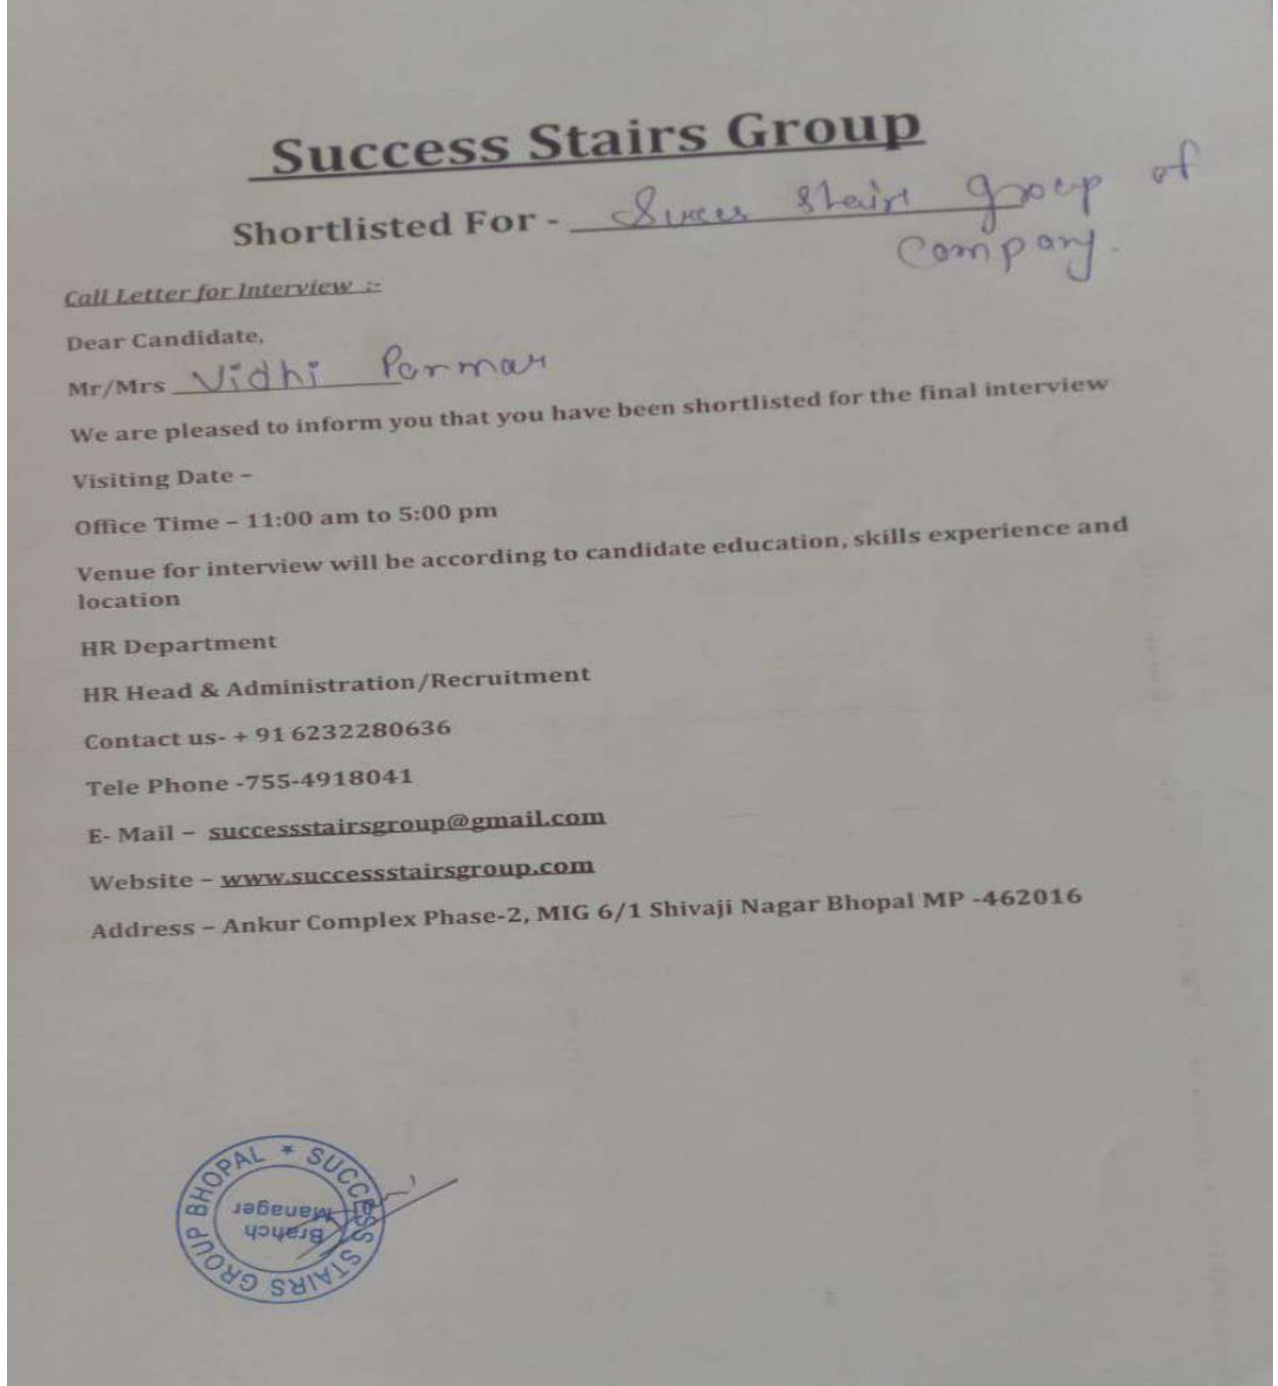 Success Stairs Group
Shortlisted For - Succes Stairs group of
company.
Call Letter for Interview :-
Dear Candidate,
Mr/Mrs Vidhi Parmar
We are pleased to inform you that you have been shortlisted for the final interview
Visiting Date –
Office Time – 11:00 am to 5:00 pm
Venue for interview will be according to candidate education, skills experience and
location
HR Department
HR Head & Administration/Recruitment
Contact us- + 91 6232280636
Tele Phone -755-4918041
E- Mail – successstairsgroup@gmail.com
Website – www.successstairsgroup.com
Address – Ankur Complex Phase-2, MIG 6/1 Shivaji Nagar Bhopal MP -462016
SUCCESS STAIRS GROUP BHOPAL *
Branch
Manager